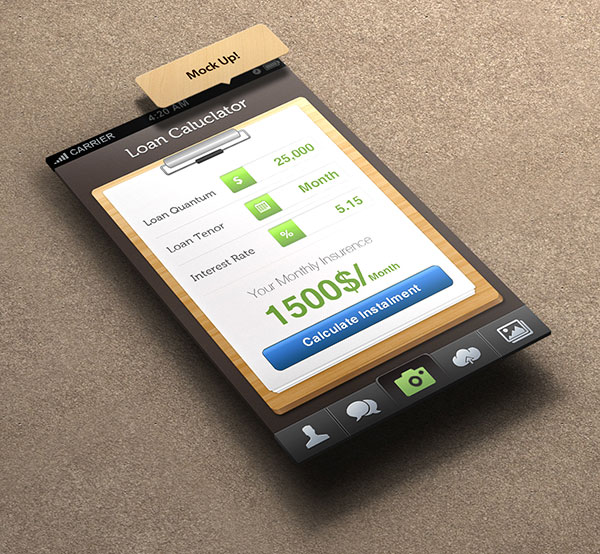 Mock Up!
CARRIER 4:20 AM
Loan Caluclator
Loan Quantum $ 25,000
Loan Tenor Month
Interest Rate % 5.15
Your Monthly Insurence
1500$/ Month
Calculate Instalment